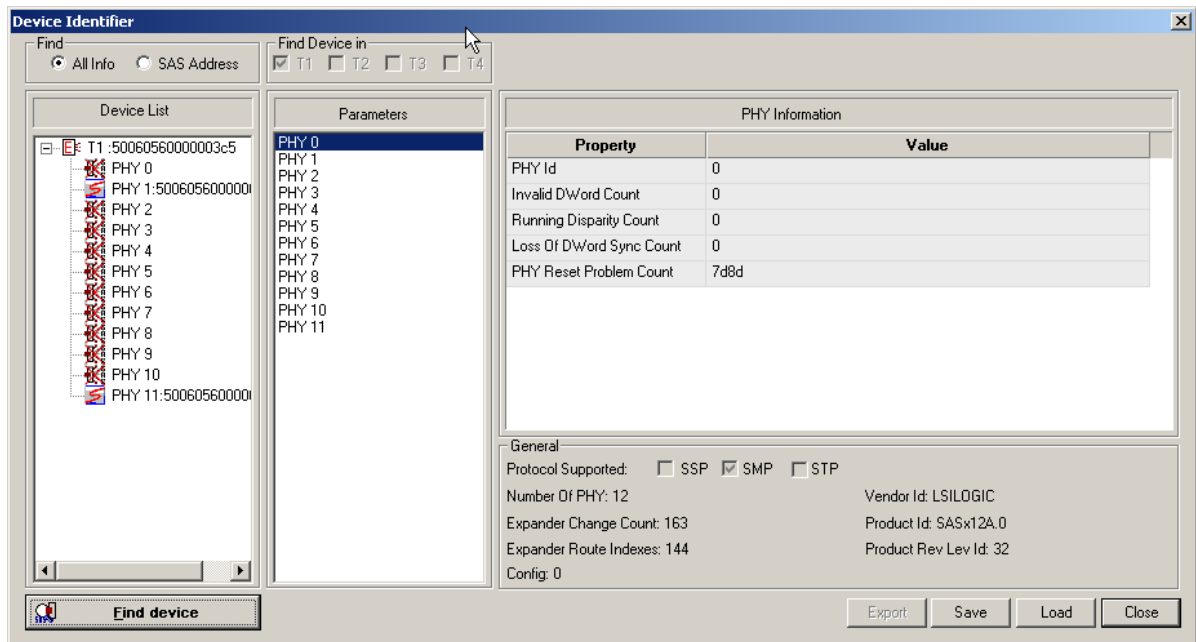 Device Identifier
Find
All Info SAS Address
Find Device in
T1 T2 T3 T4
Device List
T1 :50060560000003c5
PHY 0
PHY 1:500605600000
PHY 2
PHY 3
PHY 4
PHY 5
PHY 6
PHY 7
PHY 8
PHY 9
PHY 10
PHY 11:500605600000
Parameters
PHY 0
PHY 1
PHY 2
PHY 3
PHY 4
PHY 5
PHY 6
PHY 7
PHY 8
PHY 9
PHY 10
PHY 11
PHY Information
Property Value
PHY Id 0
Invalid DWord Count 0
Running Disparity Count 0
Loss Of DWord Sync Count 0
PHY Reset Problem Count 7d8d
General
Protocol Supported: SSP SMP STP
Number Of PHY: 12 Vendor Id: LSILOGIC
Expander Change Count: 163 Product Id: SASx12A.0
Expander Route Indexes: 144 Product Rev Lev Id: 32
Config: 0
Find device
Export Save Load Close